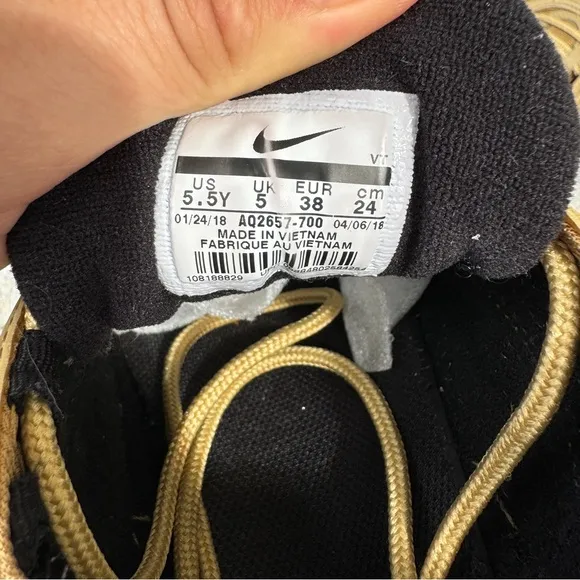 VT
US UK EUR cm
5.5Y 5 38 24
01/24/18 AQ2657-700 04/06/18
MADE IN VIETNAM
FABRIQUE AU VIETNAM
108188829